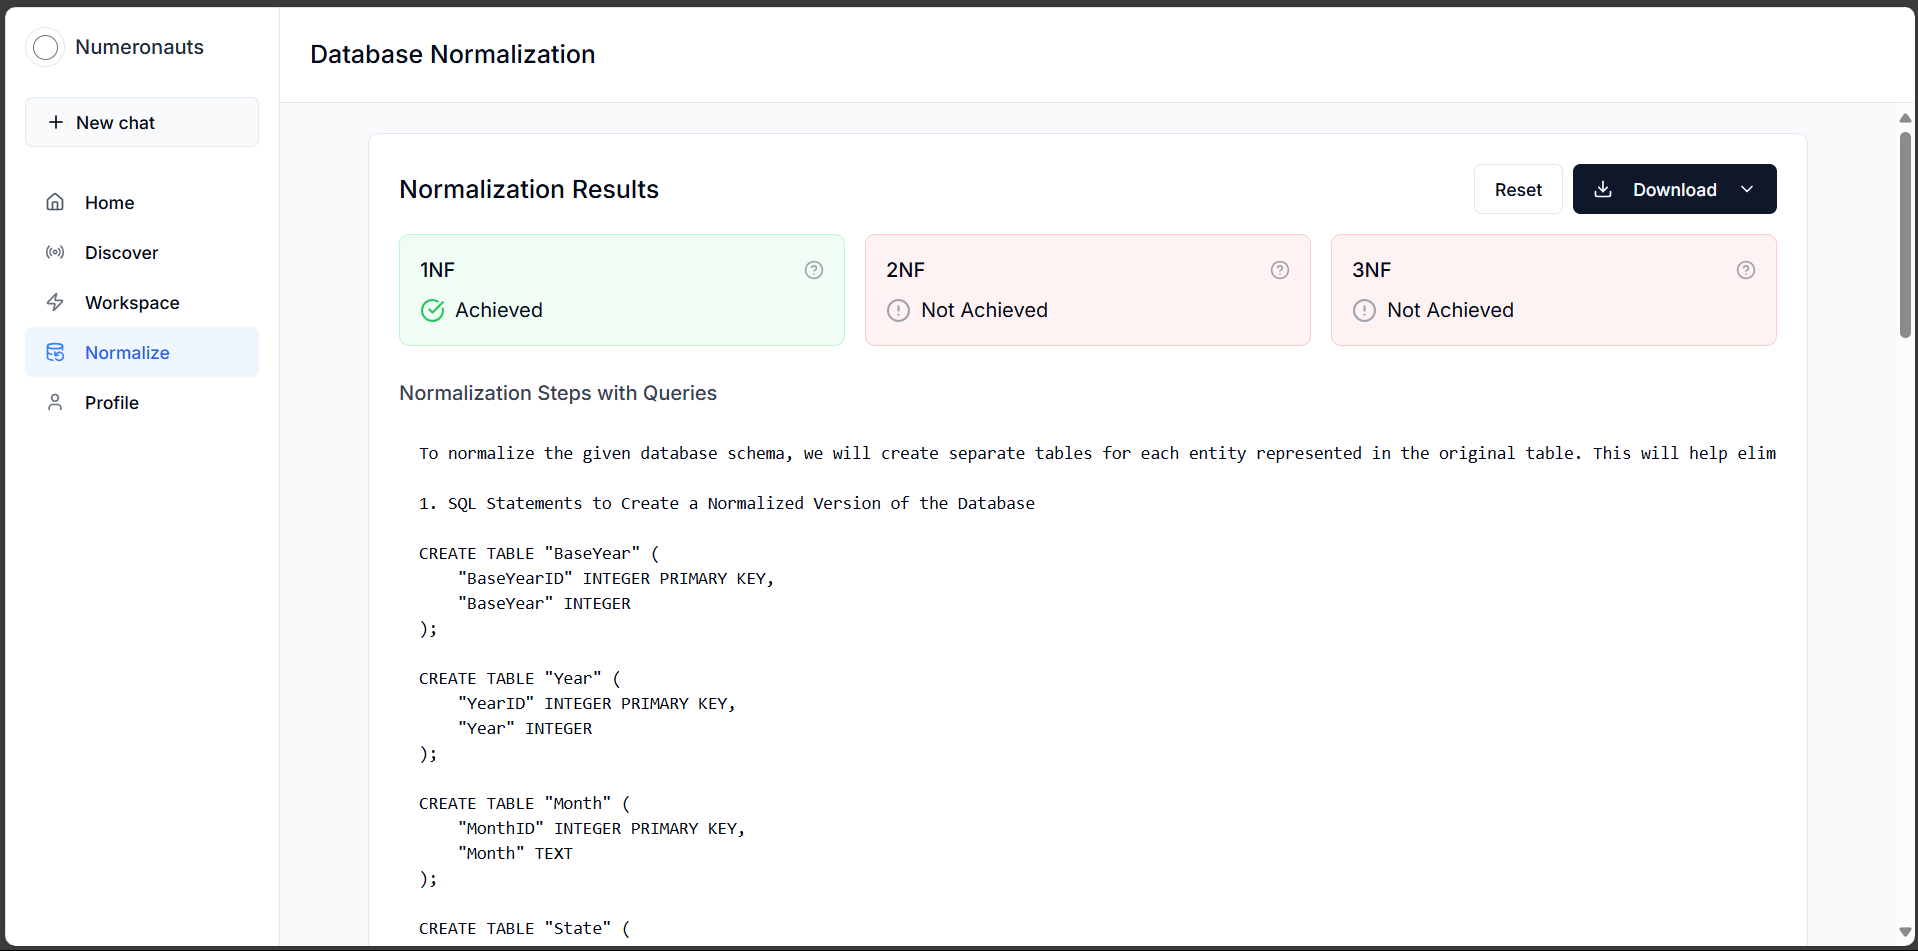 Numeronauts
New chat
Home
Discover
Workspace
Normalize
Profile
Database Normalization
Normalization Results
Reset
Download
1NF
Achieved
2NF
Not Achieved
3NF
Not Achieved
Normalization Steps with Queries
To normalize the given database schema, we will create separate tables for each entity represented in the original table. This will help elim
1. SQL Statements to Create a Normalized Version of the Database
CREATE TABLE "BaseYear" (
"BaseYearID" INTEGER PRIMARY KEY,
"BaseYear" INTEGER
);
CREATE TABLE "Year" (
"YearID" INTEGER PRIMARY KEY,
"Year" INTEGER
);
CREATE TABLE "Month" (
"MonthID" INTEGER PRIMARY KEY,
"Month" TEXT
);
CREATE TABLE "State" (